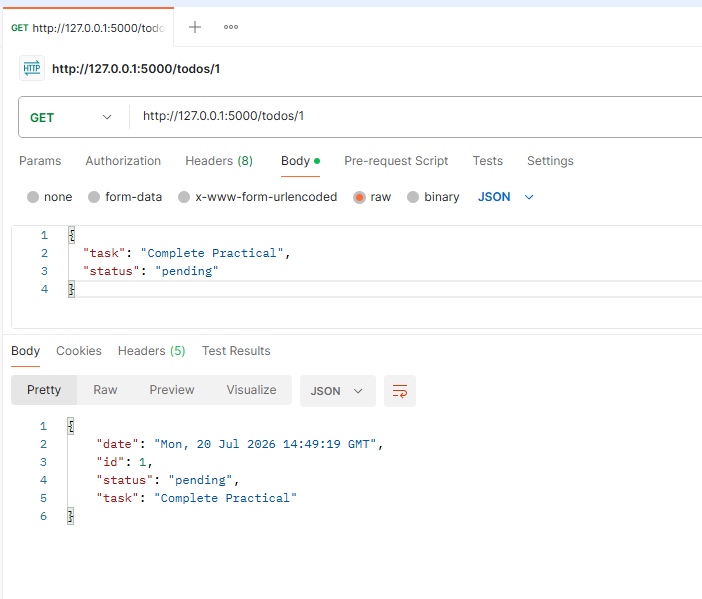 GET http://127.0.0.1:5000/todo
HTTP http://127.0.0.1:5000/todos/1
GET http://127.0.0.1:5000/todos/1
Params Authorization Headers (8) Body Pre-request Script Tests Settings
none form-data x-www-form-urlencoded raw binary JSON
1 {
2 "task": "Complete Practical",
3 "status": "pending"
4 }
Body Cookies Headers (5) Test Results
Pretty Raw Preview Visualize JSON
1 {
2 "date": "Mon, 20 Jul 2026 14:49:19 GMT",
3 "id": 1,
4 "status": "pending",
5 "task": "Complete Practical"
6 }